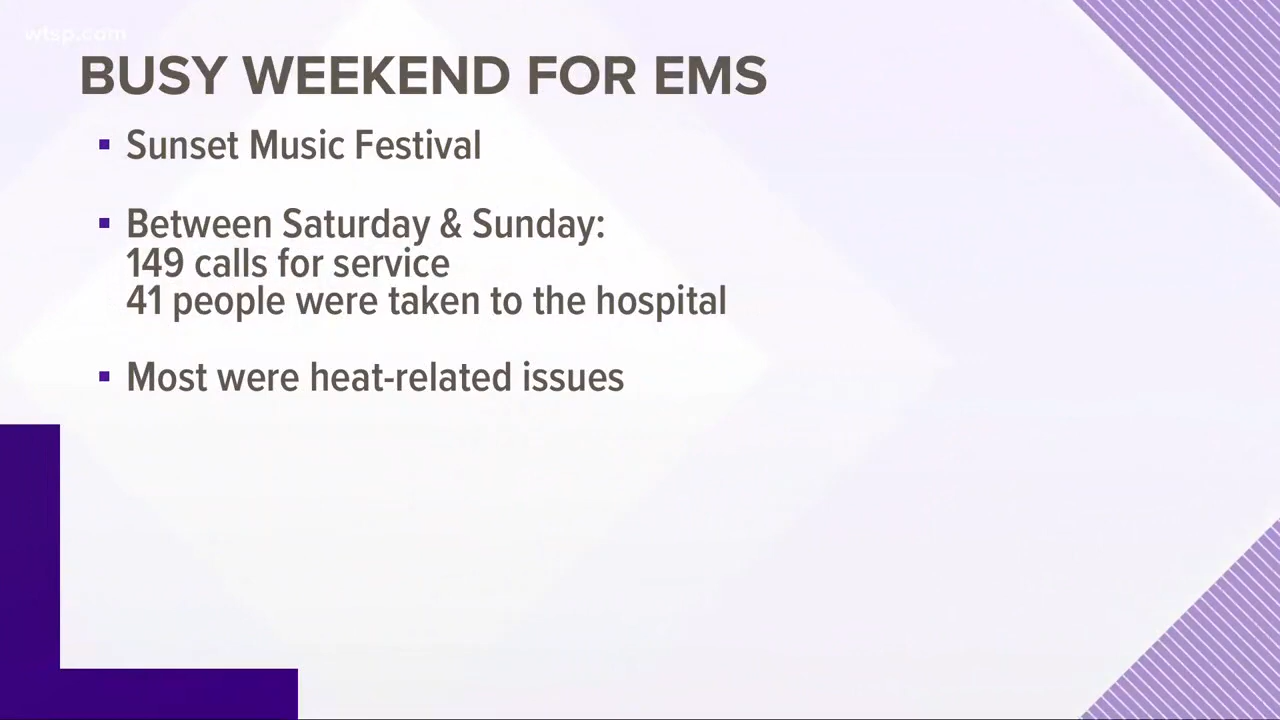 wtsp.com
BUSY WEEKEND FOR EMS
▪ Sunset Music Festival
▪ Between Saturday & Sunday:
149 calls for service
41 people were taken to the hospital
▪ Most were heat-related issues